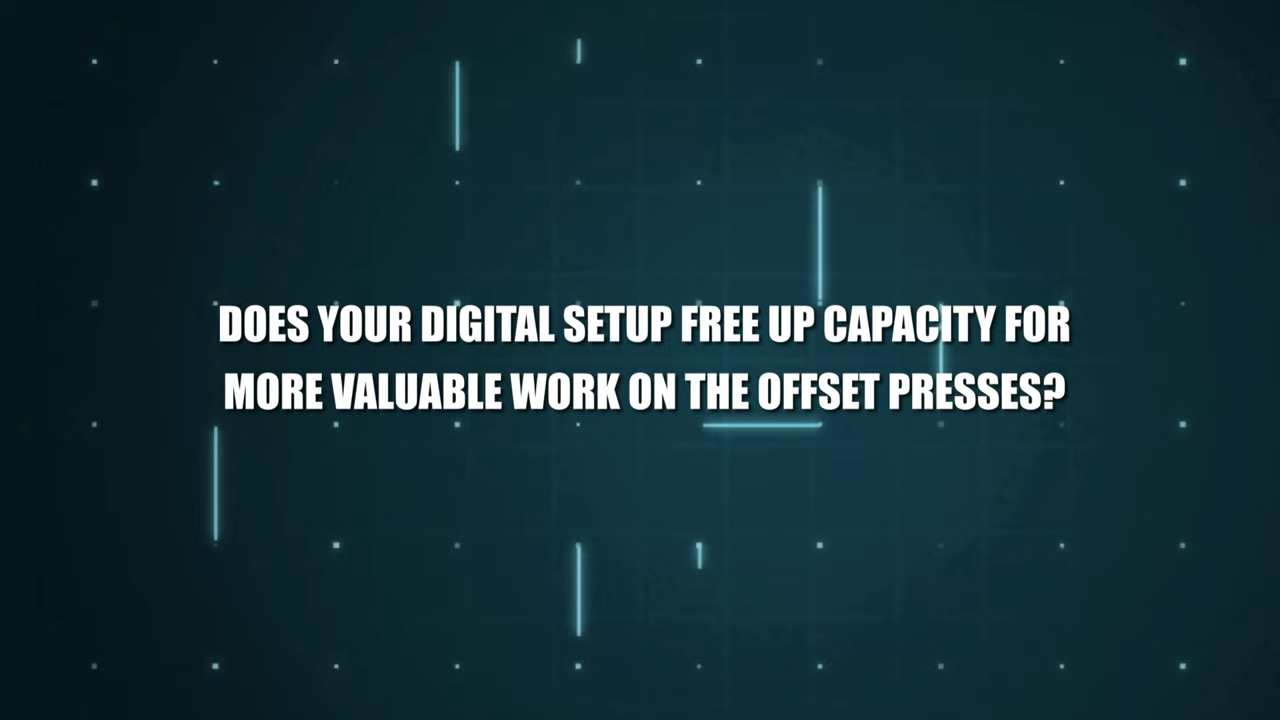 DOES YOUR DIGITAL SETUP FREE UP CAPACITY FOR
MORE VALUABLE WORK ON THE OFFSET PRESSES?